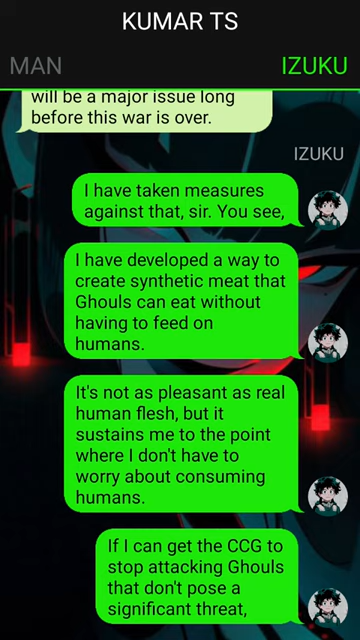 KUMAR TS
MAN
IZUKU
will be a major issue long
before this war is over.
IZUKU
I have taken measures
against that, sir. You see,
I have developed a way to
create synthetic meat that
Ghouls can eat without
having to feed on
humans.
It's not as pleasant as real
human flesh, but it
sustains me to the point
where I don't have to
worry about consuming
humans.
If I can get the CCG to
stop attacking Ghouls
that don't pose a
significant threat,